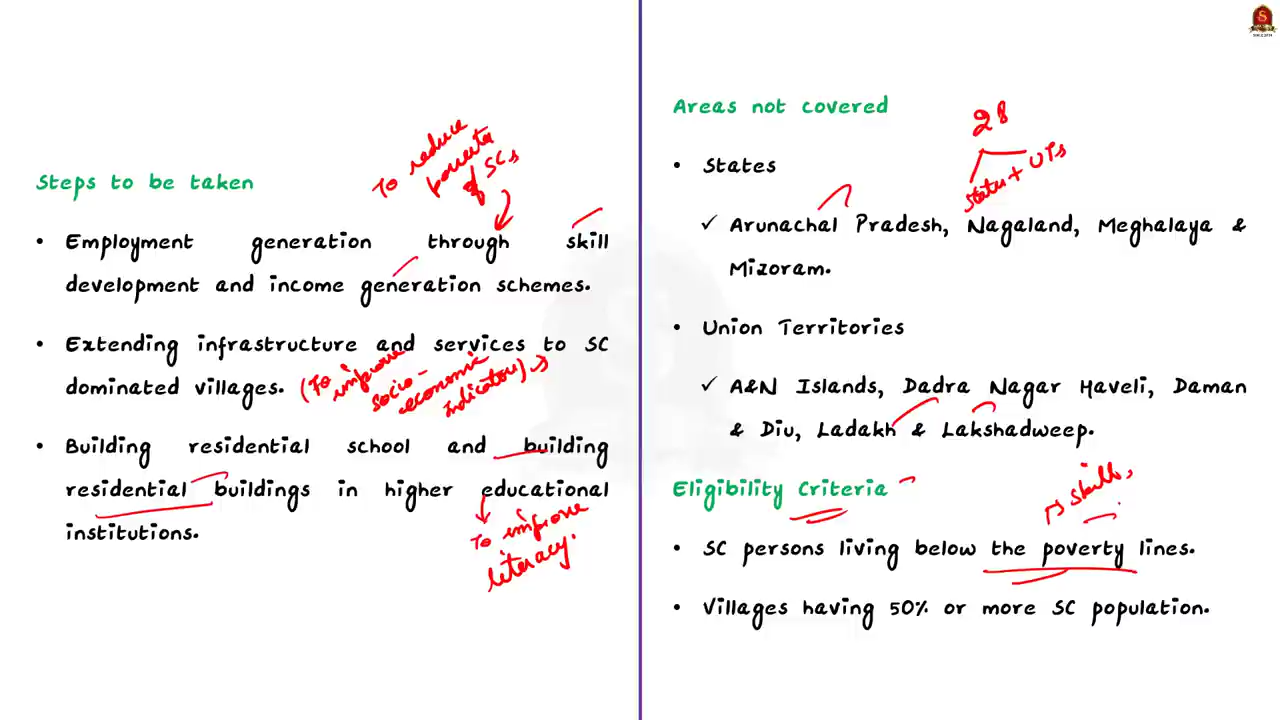 Steps to be taken
To reduce
poverty
of SCs
• Employment generation through skill
development and income generation schemes.
• Extending infrastructure and services to SC
dominated villages. (To improve
socio-
economic
indicators)
• Building residential school and building
residential buildings in higher educational
institutions.
To improve
literacy.
Areas not covered
28
States + UTs
• States
✓ Arunachal Pradesh, Nagaland, Meghalaya &
Mizoram.
• Union Territories
✓ A&N Islands, Dadra Nagar Haveli, Daman
& Diu, Ladakh & Lakshadweep.
Eligibility Criteria
skills,
• SC persons living below the poverty lines.
• Villages having 50% or more SC population.